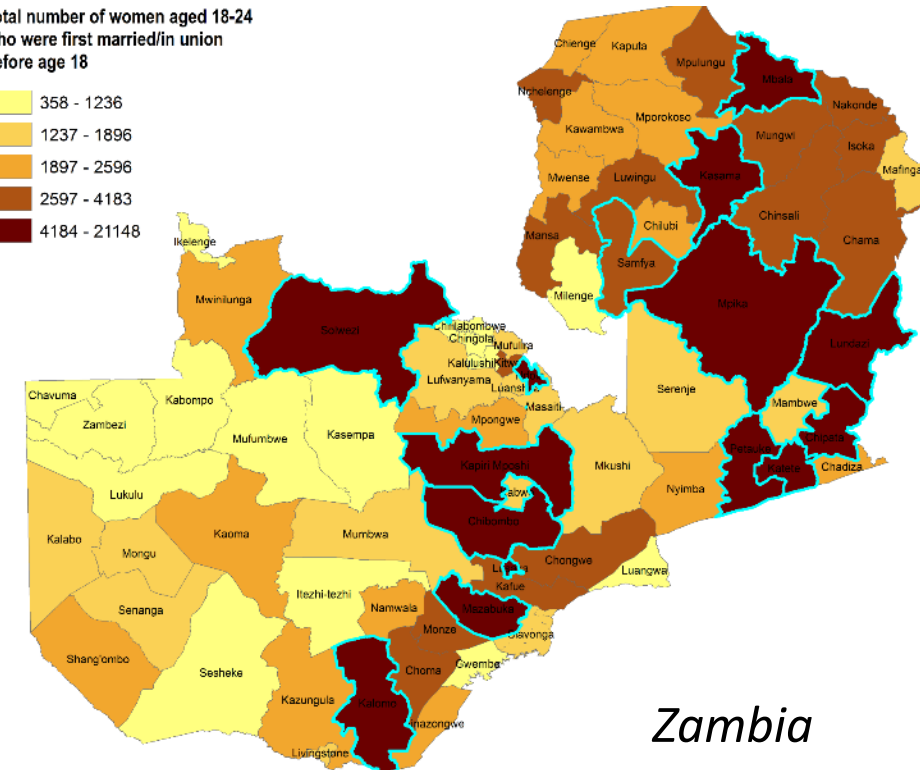 otal number of women aged 18-24
ho were first married/in union
efore age 18
358 - 1236
1237 - 1896
1897 - 2596
2597 - 4183
4184 - 21148
Chienge
Kaputa
Mpulungu
Mbala
Nchelenge
Nakonde
Mporokoso
Kawambwa
Mungwi
Isoka
Mafinga
Mwense
Luwingu
Kasama
Chinsali
Chilubi
Mansa
Chama
Ikelenge
Samfya
Milenge
Mwinilunga
Mpika
Solwezi
Chililabombwe
Chingola
Mufulira
Lundazi
Kalulushi
Kitwe
Lufwanyama
Luanshya
Serenje
Chavuma
Kabompo
Masaiti
Mambwe
Zambezi
Mpongwe
Mufumbwe
Kasempa
Chipata
Petauke
Kapiri Mposhi
Mkushi
Katete
Chadiza
Lukulu
Nyimba
Kabwe
Chibombo
Kaoma
Mumbwa
Kalabo
Mongu
Chongwe
Lusaka
Luangwa
Kafue
Itezhi-tezhi
Namwala
Mazabuka
Senanga
Monze
Siavonga
Shang'ombo
Gwembe
Choma
Sesheke
Kazungula
Kalomo
inazongwe
Livingstone
Zambia